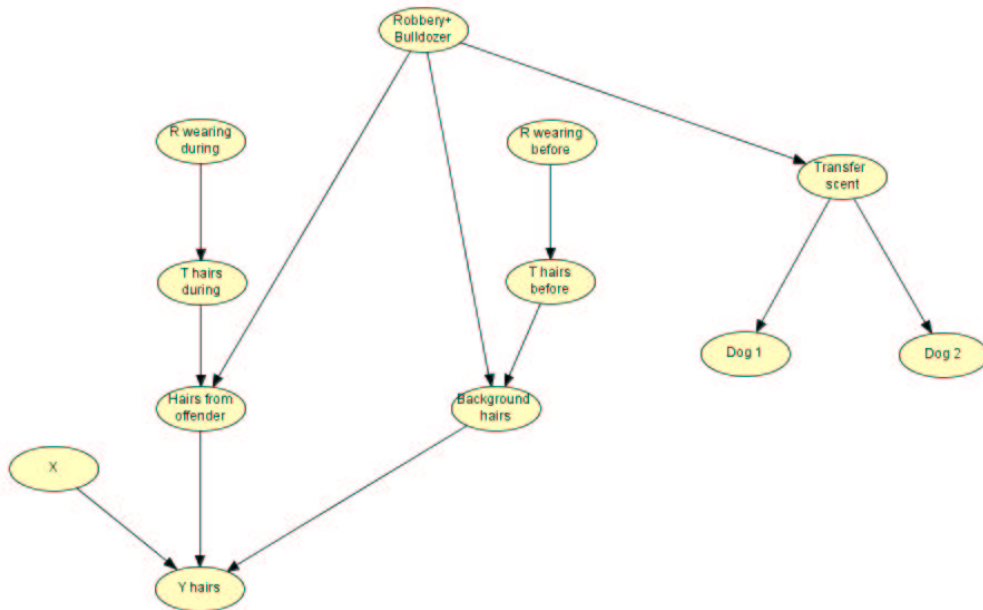 Robbery+
Bulldozer
R wearing
during
R wearing
before
Transfer
scent
T hairs
during
T hairs
before
Dog 1
Dog 2
Hairs from
offender
Background
hairs
X
Y hairs